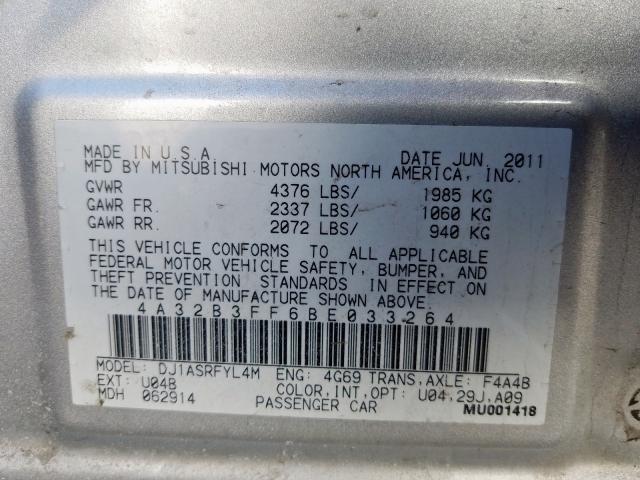 MADE IN U.S.A. DATE JUN. 2011
MFD BY MITSUBISHI MOTORS NORTH AMERICA, INC.
GVWR 4376 LBS/ 1985 KG
GAWR FR. 2337 LBS/ 1060 KG
GAWR RR. 2072 LBS/ 940 KG
THIS VEHICLE CONFORMS TO ALL APPLICABLE
FEDERAL MOTOR VEHICLE SAFETY, BUMPER, AND
THEFT PREVENTION STANDARDS IN EFFECT ON
THE DATE OF MANUFACTURE SHOWN ABOVE.
4A32B3FF6BE033264
MODEL: DJ1ASRFYL4M ENG: 4G69 TRANS,AXLE: F4A4B
EXT: U04B COLOR,INT,OPT: U04,29J,A09
MDH 062914 PASSENGER CAR MU001418